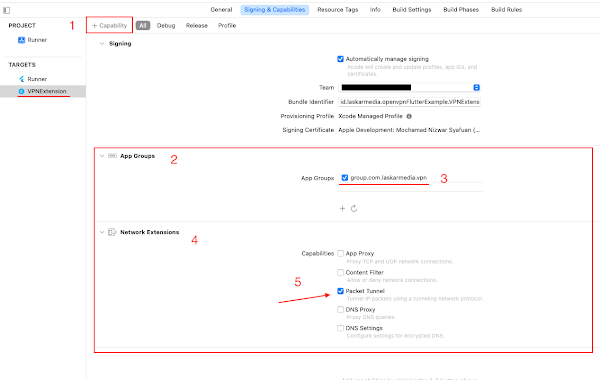 General Signing & Capabilities Resource Tags Info Build Settings Build Phases Build Rules
1
+ Capability All Debug Release Profile
PROJECT
Runner
TARGETS
Runner
VPNExtension
Signing
Automatically manage signing
Xcode will create and update profiles, app IDs, and
certificates.
Team
Bundle Identifier id.laskarmedia.openvpnFlutterExample.VPNExtens
Provisioning Profile Xcode Managed Profile
Signing Certificate Apple Development: Mochamad Nizwar Syafuan (...
App Groups 2
App Groups group.com.laskarmedia.vpn 3
+
Network Extensions 4
Capabilities App Proxy
Proxy TCP and UDP network connections.
Content Filter
Allow or deny network connections.
5
Packet Tunnel
Tunnel IP packets using a tunneling network protocol.
DNS Proxy
Proxy DNS queries.
DNS Settings
Configure settings for encrypted DNS.